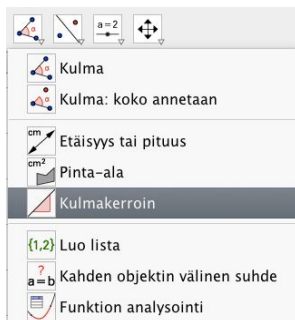 α a=2
α Kulma
α Kulma: koko annetaan
cm Etäisyys tai pituus
cm² Pinta-ala
Kulmakerroin
{1,2} Luo lista
? a=b Kahden objektin välinen suhde
Funktion analysointi